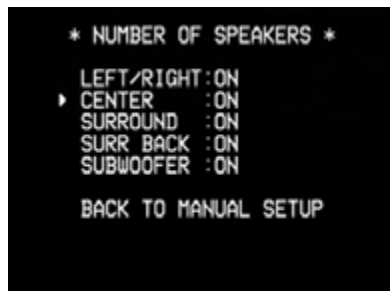 * NUMBER OF SPEAKERS *
LEFT/RIGHT:ON
CENTER :ON
SURROUND :ON
SURR BACK :ON
SUBWOOFER :ON
BACK TO MANUAL SETUP